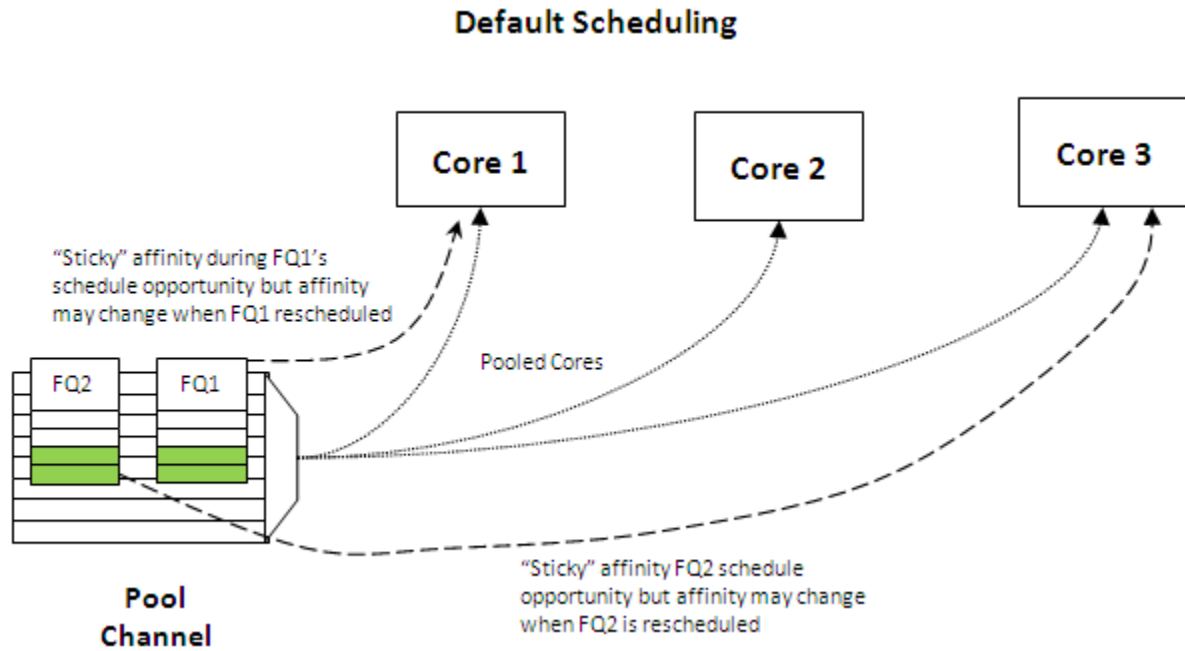 Default Scheduling
Core 1
Core 2
Core 3
“Sticky” affinity during FQ1’s
schedule opportunity but affinity
may change when FQ1 rescheduled
Pooled Cores
FQ2
FQ1
“Sticky” affinity FQ2 schedule
opportunity but affinity may change
when FQ2 is rescheduled
Pool
Channel